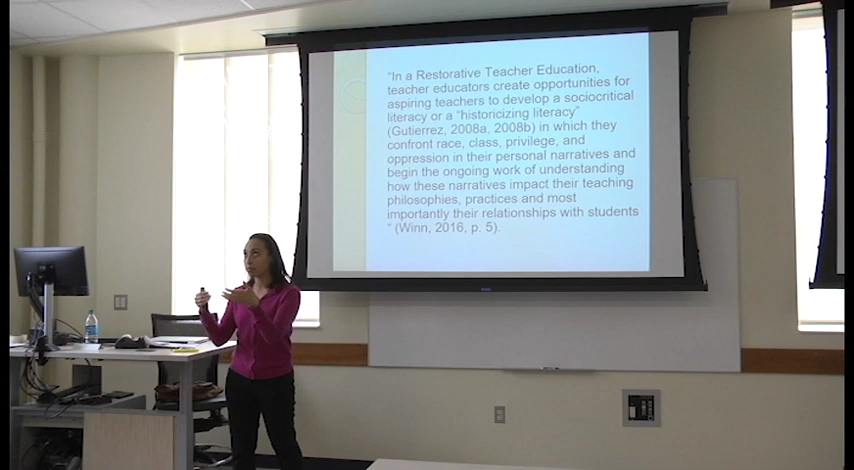 “In a Restorative Teacher Education,
teacher educators create opportunities for
aspiring teachers to develop a sociocritical
literacy or a “historicizing literacy”
(Gutierrez, 2008a, 2008b) in which they
confront race, class, privilege, and
oppression in their personal narratives and
begin the ongoing work of understanding
how these narratives impact their teaching
philosophies, practices and most
importantly their relationships with students
” (Winn, 2016, p. 5).